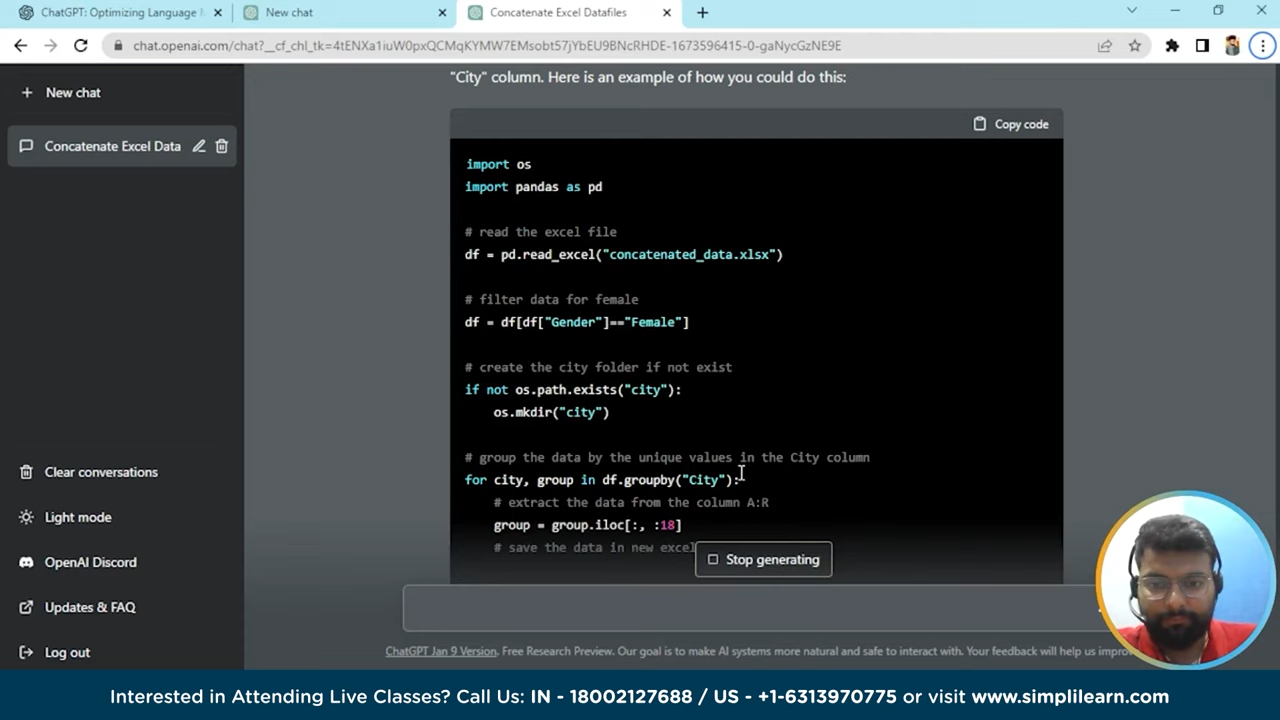 ChatGPT: Optimizing Language M
New chat
Concatenate Excel Datafiles
chat.openai.com/chat?__cf_chl_tk=4tENXa1iuW0pxQCMqKYMW7EMsobt57jYbEU9BNcRHDE-1673596415-0-gaNycGzNE9E
"City" column. Here is an example of how you could do this:
New chat
Concatenate Excel Data
Copy code
import os
import pandas as pd
# read the excel file
df = pd.read_excel("concatenated_data.xlsx")
# filter data for female
df = df[df["Gender"]=="Female"]
# create the city folder if not exist
if not os.path.exists("city"):
os.mkdir("city")
# group the data by the unique values in the City column
for city, group in df.groupby("City"):
# extract the data from the column A:R
group = group.iloc[:, :18]
# save the data in new excel
Stop generating
Clear conversations
Light mode
OpenAI Discord
Updates & FAQ
Log out
ChatGPT Jan 9 Version. Free Research Preview. Our goal is to make AI systems more natural and safe to interact with. Your feedback will help us improv
Interested in Attending Live Classes? Call Us: IN - 18002127688 / US - +1-6313970775 or visit www.simplilearn.com